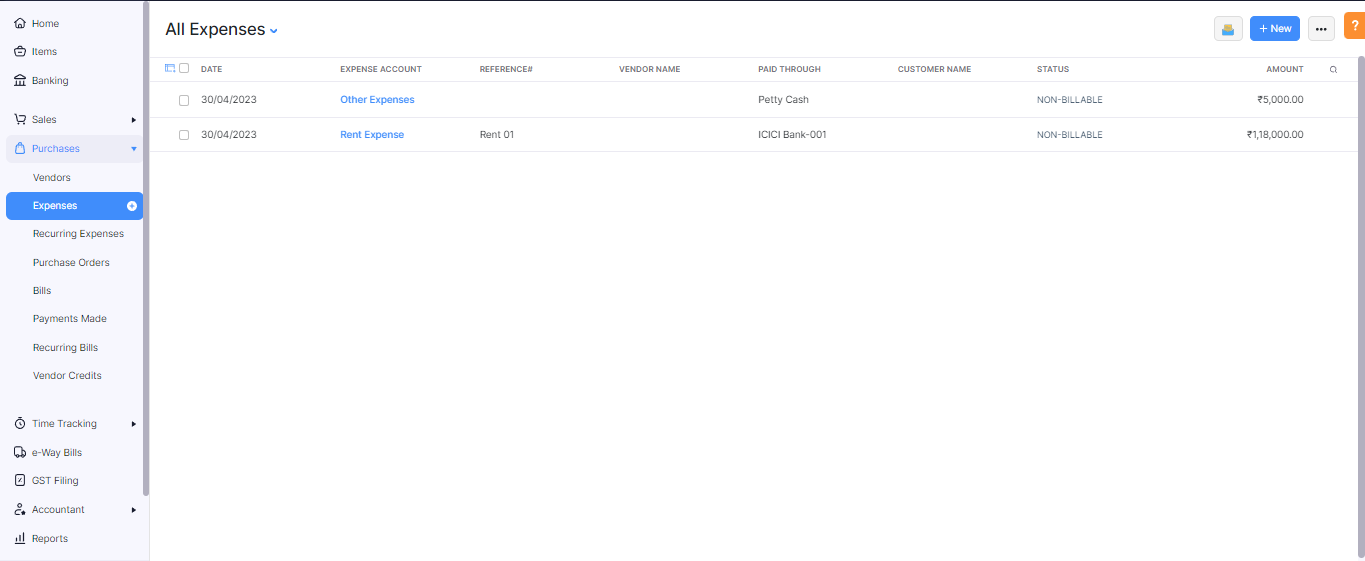 Home
Items
Banking
Sales
Purchases
Vendors
Expenses
Recurring Expenses
Purchase Orders
Bills
Payments Made
Recurring Bills
Vendor Credits
Time Tracking
e-Way Bills
GST Filing
Accountant
Reports
All Expenses
+ New
?
DATE EXPENSE ACCOUNT REFERENCE# VENDOR NAME PAID THROUGH CUSTOMER NAME STATUS AMOUNT
30/04/2023 Other Expenses Petty Cash NON-BILLABLE ₹5,000.00
30/04/2023 Rent Expense Rent 01 ICICI Bank-001 NON-BILLABLE ₹1,18,000.00